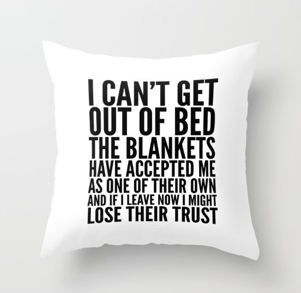 I CAN'T GET
OUT OF BED
THE BLANKETS
HAVE ACCEPTED ME
AS ONE OF THEIR OWN
AND IF I LEAVE NOW I MIGHT
LOSE THEIR TRUST